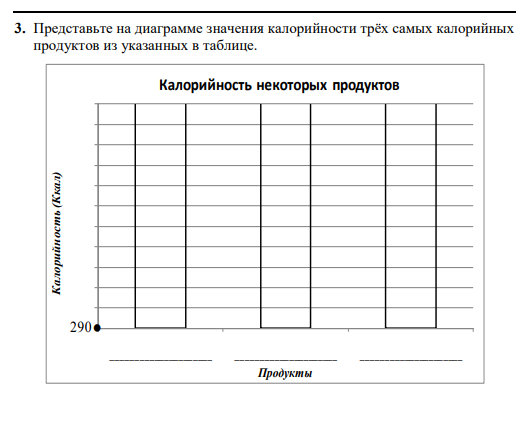 3. Представьте на диаграмме значения калорийности трёх самых калорийных
продуктов из указанных в таблице.
Калорийность некоторых продуктов
Калорийность (Ккал)
290
Продукты